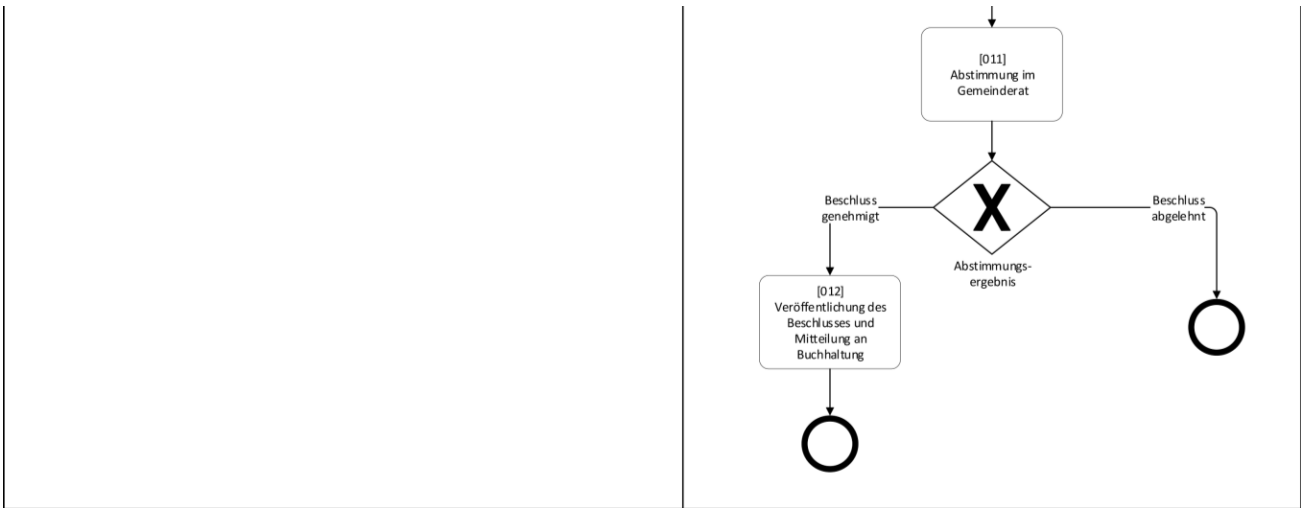 [011]
Abstimmung im
Gemeinderat
Beschluss
genehmigt
X
Beschluss
abgelehnt
Abstimmungs-
ergebnis
[012]
Veröffentlichung des
Beschlusses und
Mitteilung an
Buchhaltung